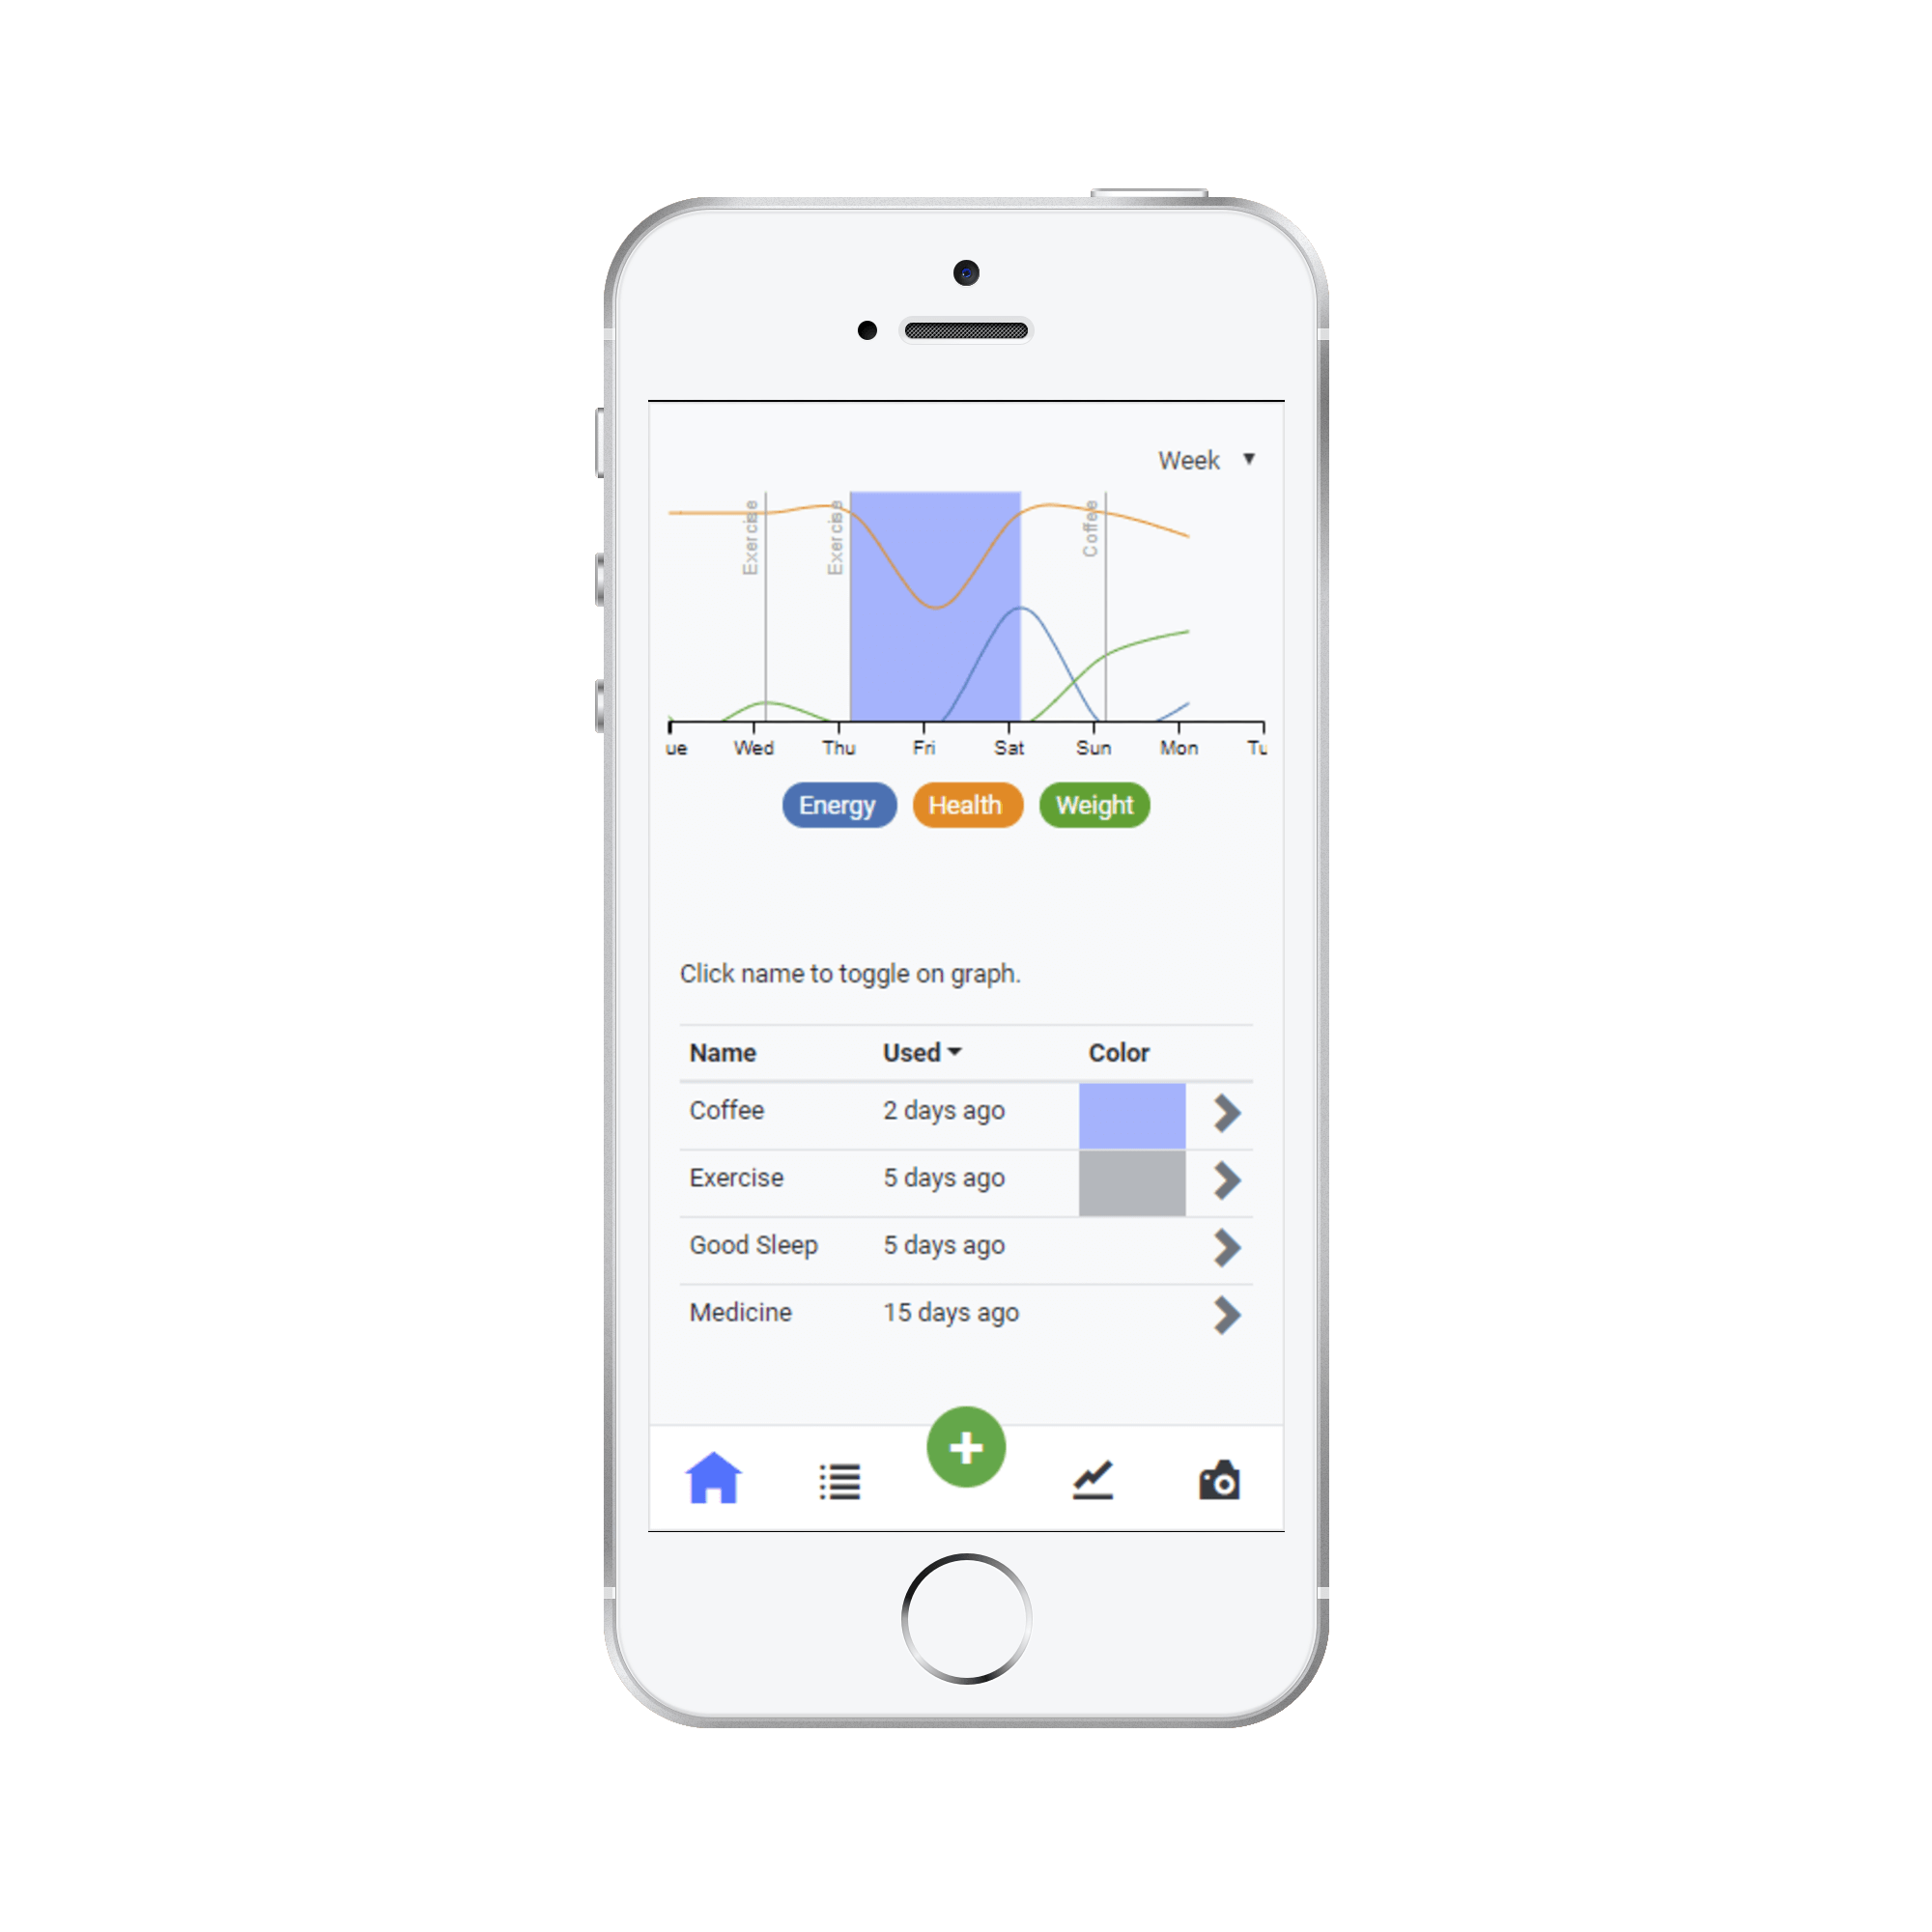 Week
Exercise
Exercise
Coffee
ue Wed Thu Fri Sat Sun Mon Tu
Energy Health Weight
Click name to toggle on graph.
Name Used Color
Coffee 2 days ago
Exercise 5 days ago
Good Sleep 5 days ago
Medicine 15 days ago